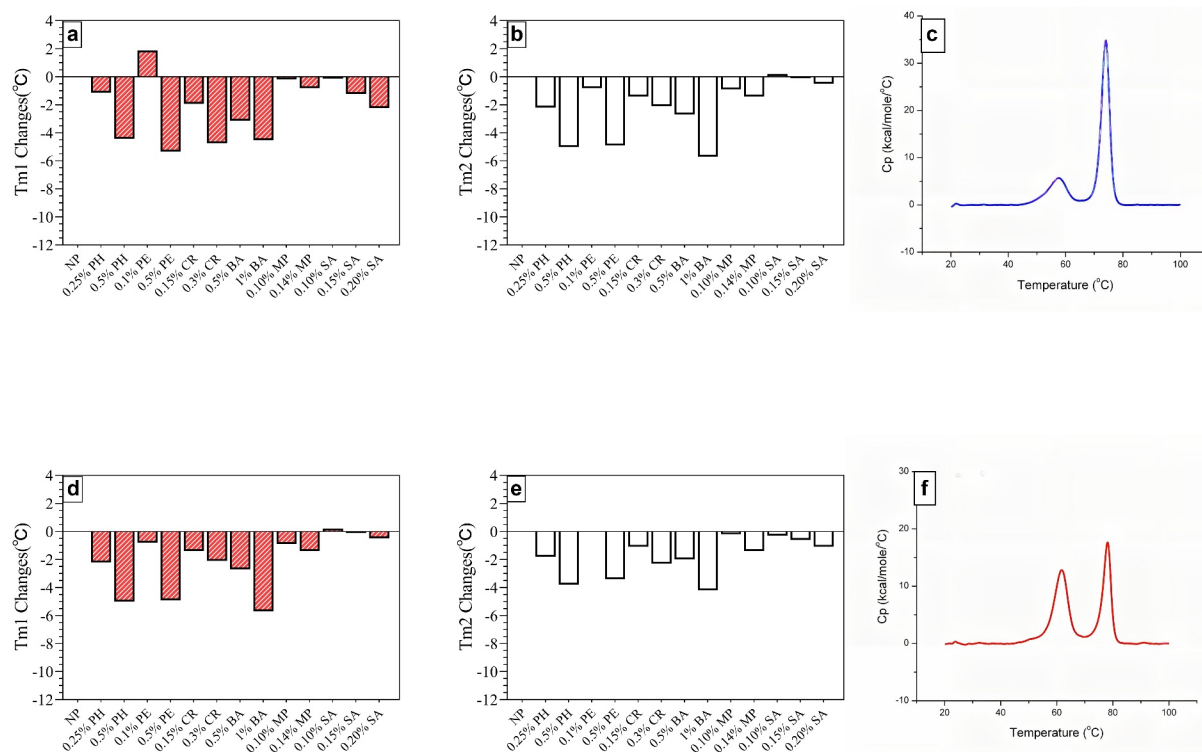 a
4
2
0
-2
-4
-6
-8
-10
-12
Tm1 Changes(°C)
NP
0.25% PH
0.5% PH
0.1% PE
0.5% PE
0.15% CR
0.3% CR
0.5% BA
1% BA
0.10% MP
0.14% MP
0.10% SA
0.15% SA
0.20% SA
b
4
2
0
-2
-4
-6
-8
-10
-12
Tm2 Changes(°C)
NP
0.25% PH
0.5% PH
0.1% PE
0.5% PE
0.15% CR
0.3% CR
0.5% BA
1% BA
0.10% MP
0.14% MP
0.10% SA
0.15% SA
0.20% SA
c
40
30
20
10
0
-10
Cp (kcal/mole/°C)
20 40 60 80 100
Temperature (°C)
d
4
2
0
-2
-4
-6
-8
-10
-12
Tm1 Changes(°C)
NP
0.25% PH
0.5% PH
0.1% PE
0.5% PE
0.15% CR
0.3% CR
0.5% BA
1% BA
0.10% MP
0.14% MP
0.10% SA
0.15% SA
0.20% SA
e
4
2
0
-2
-4
-6
-8
-10
-12
Tm2 Changes(°C)
NP
0.25% PH
0.5% PH
0.1% PE
0.5% PE
0.15% CR
0.3% CR
0.5% BA
1% BA
0.10% MP
0.14% MP
0.10% SA
0.15% SA
0.20% SA
f
30
20
10
0
-10
Cp (kcal/mole/°C)
20 40 60 80 100
Temperature (°C)